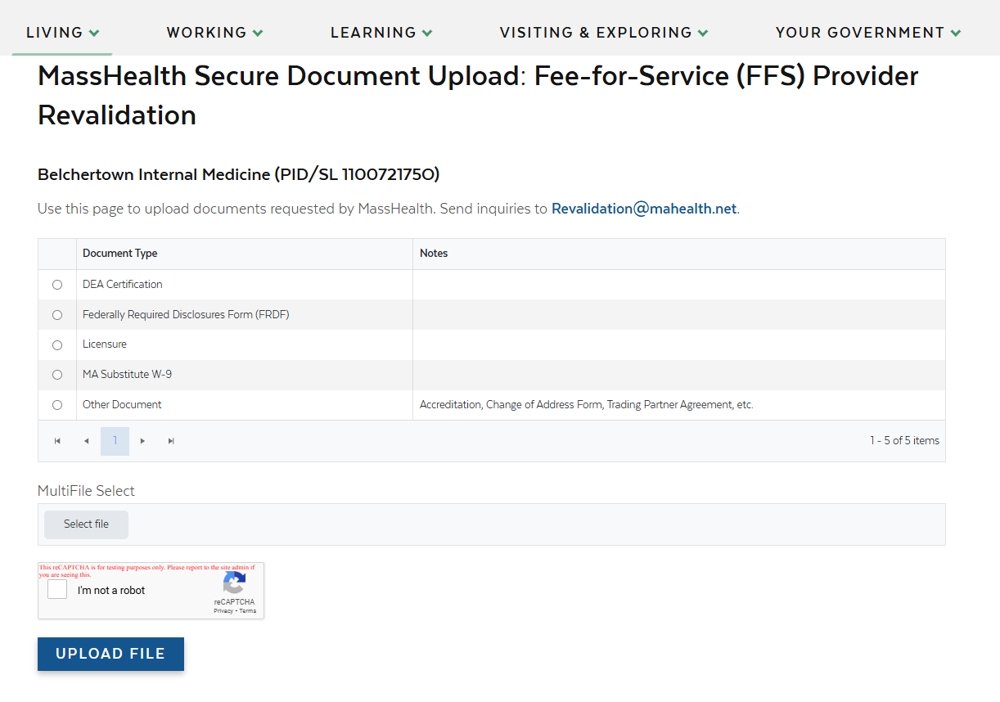 LIVING WORKING LEARNING VISITING & EXPLORING YOUR GOVERNMENT
MassHealth Secure Document Upload: Fee-for-Service (FFS) Provider
Revalidation
Belchertown Internal Medicine (PID/SL 110072175O)
Use this page to upload documents requested by MassHealth. Send inquiries to Revalidation@mahealth.net.
Document Type Notes
DEA Certification
Federally Required Disclosures Form (FRDF)
Licensure
MA Substitute W-9
Other Document Accreditation, Change of Address Form, Trading Partner Agreement, etc.
1 1 - 5 of 5 items
MultiFile Select
Select file
This reCAPTCHA is for testing purposes only. Please report to the site admin if
you are seeing this.
I'm not a robot
reCAPTCHA
Privacy - Terms
UPLOAD FILE